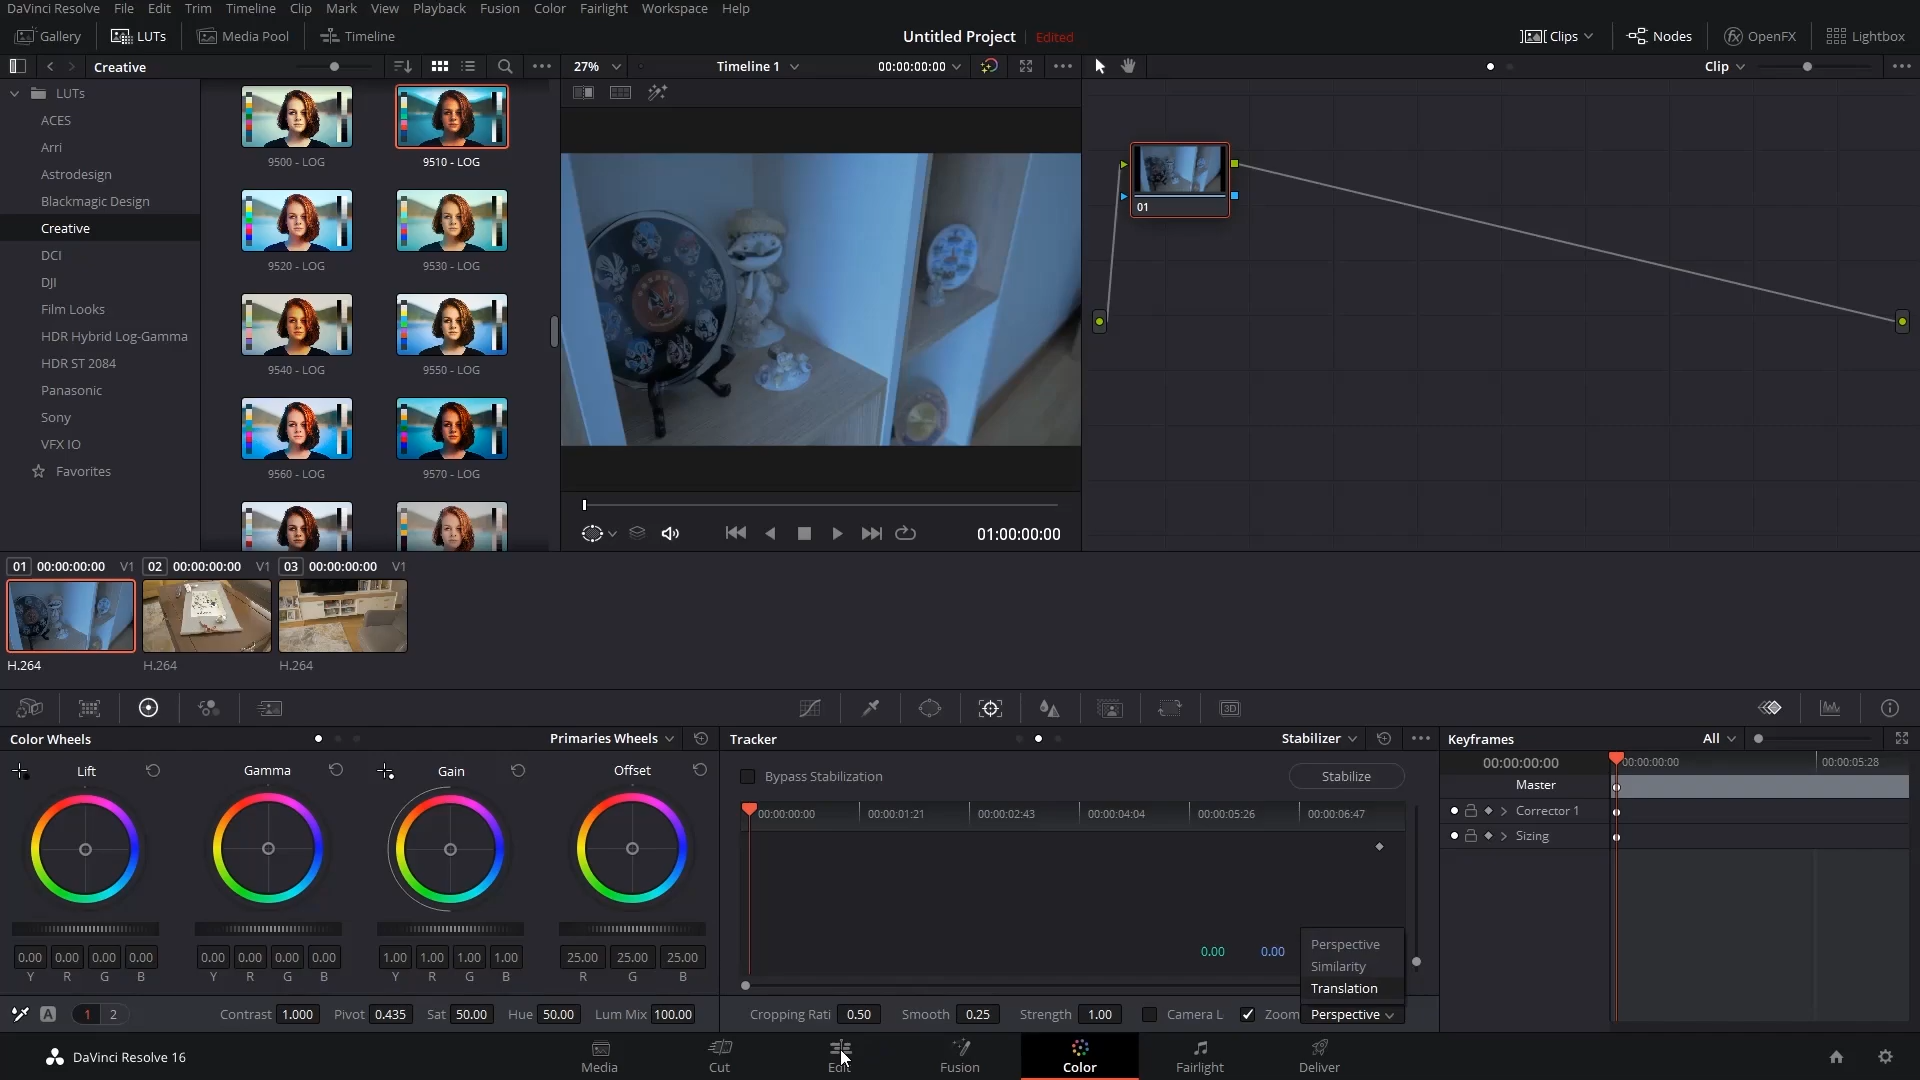 DaVinci Resolve File Edit Trim Timeline Clip Mark View Playback Fusion Color Fairlight Workspace Help
Gallery LUTs Media Pool Timeline Untitled Project Edited Clips Nodes OpenFX Lightbox
Creative 27% Timeline 1 00:00:00:00 Clip
LUTs
ACES
Arri
Astrodesign
Blackmagic Design
Creative
DCI
DJI
Film Looks
HDR Hybrid Log-Gamma
HDR ST 2084
Panasonic
Sony
VFX IO
Favorites
9500 - LOG 9510 - LOG
9520 - LOG 9530 - LOG
9540 - LOG 9550 - LOG
9560 - LOG 9570 - LOG
01
01:00:00:00
01 00:00:00:00 V1 02 00:00:00:00 V1 03 00:00:00:00 V1
H.264 H.264 H.264
3D
Color Wheels Primaries Wheels
Lift Gamma Gain Offset
0.00 0.00 0.00 0.00 0.00 0.00 0.00 0.00 1.00 1.00 1.00 1.00 25.00 25.00 25.00
Y R G B Y R G B Y R G B R G B
A 1 2 Contrast 1.000 Pivot 0.435 Sat 50.00 Hue 50.00 Lum Mix 100.00
Tracker Stabilizer
Bypass Stabilization Stabilize
00:00:00:00 00:00:01:21 00:00:02:43 00:00:04:04 00:00:05:26 00:00:06:47
0.00 0.00
Perspective
Similarity
Translation
Cropping Rati 0.50 Smooth 0.25 Strength 1.00 Camera L Zoom Perspective
Keyframes All
00:00:00:00 00:00:00:00 00:00:05:28
Master
Corrector 1
Sizing
DaVinci Resolve 16 Media Cut Edit Fusion Color Fairlight Deliver